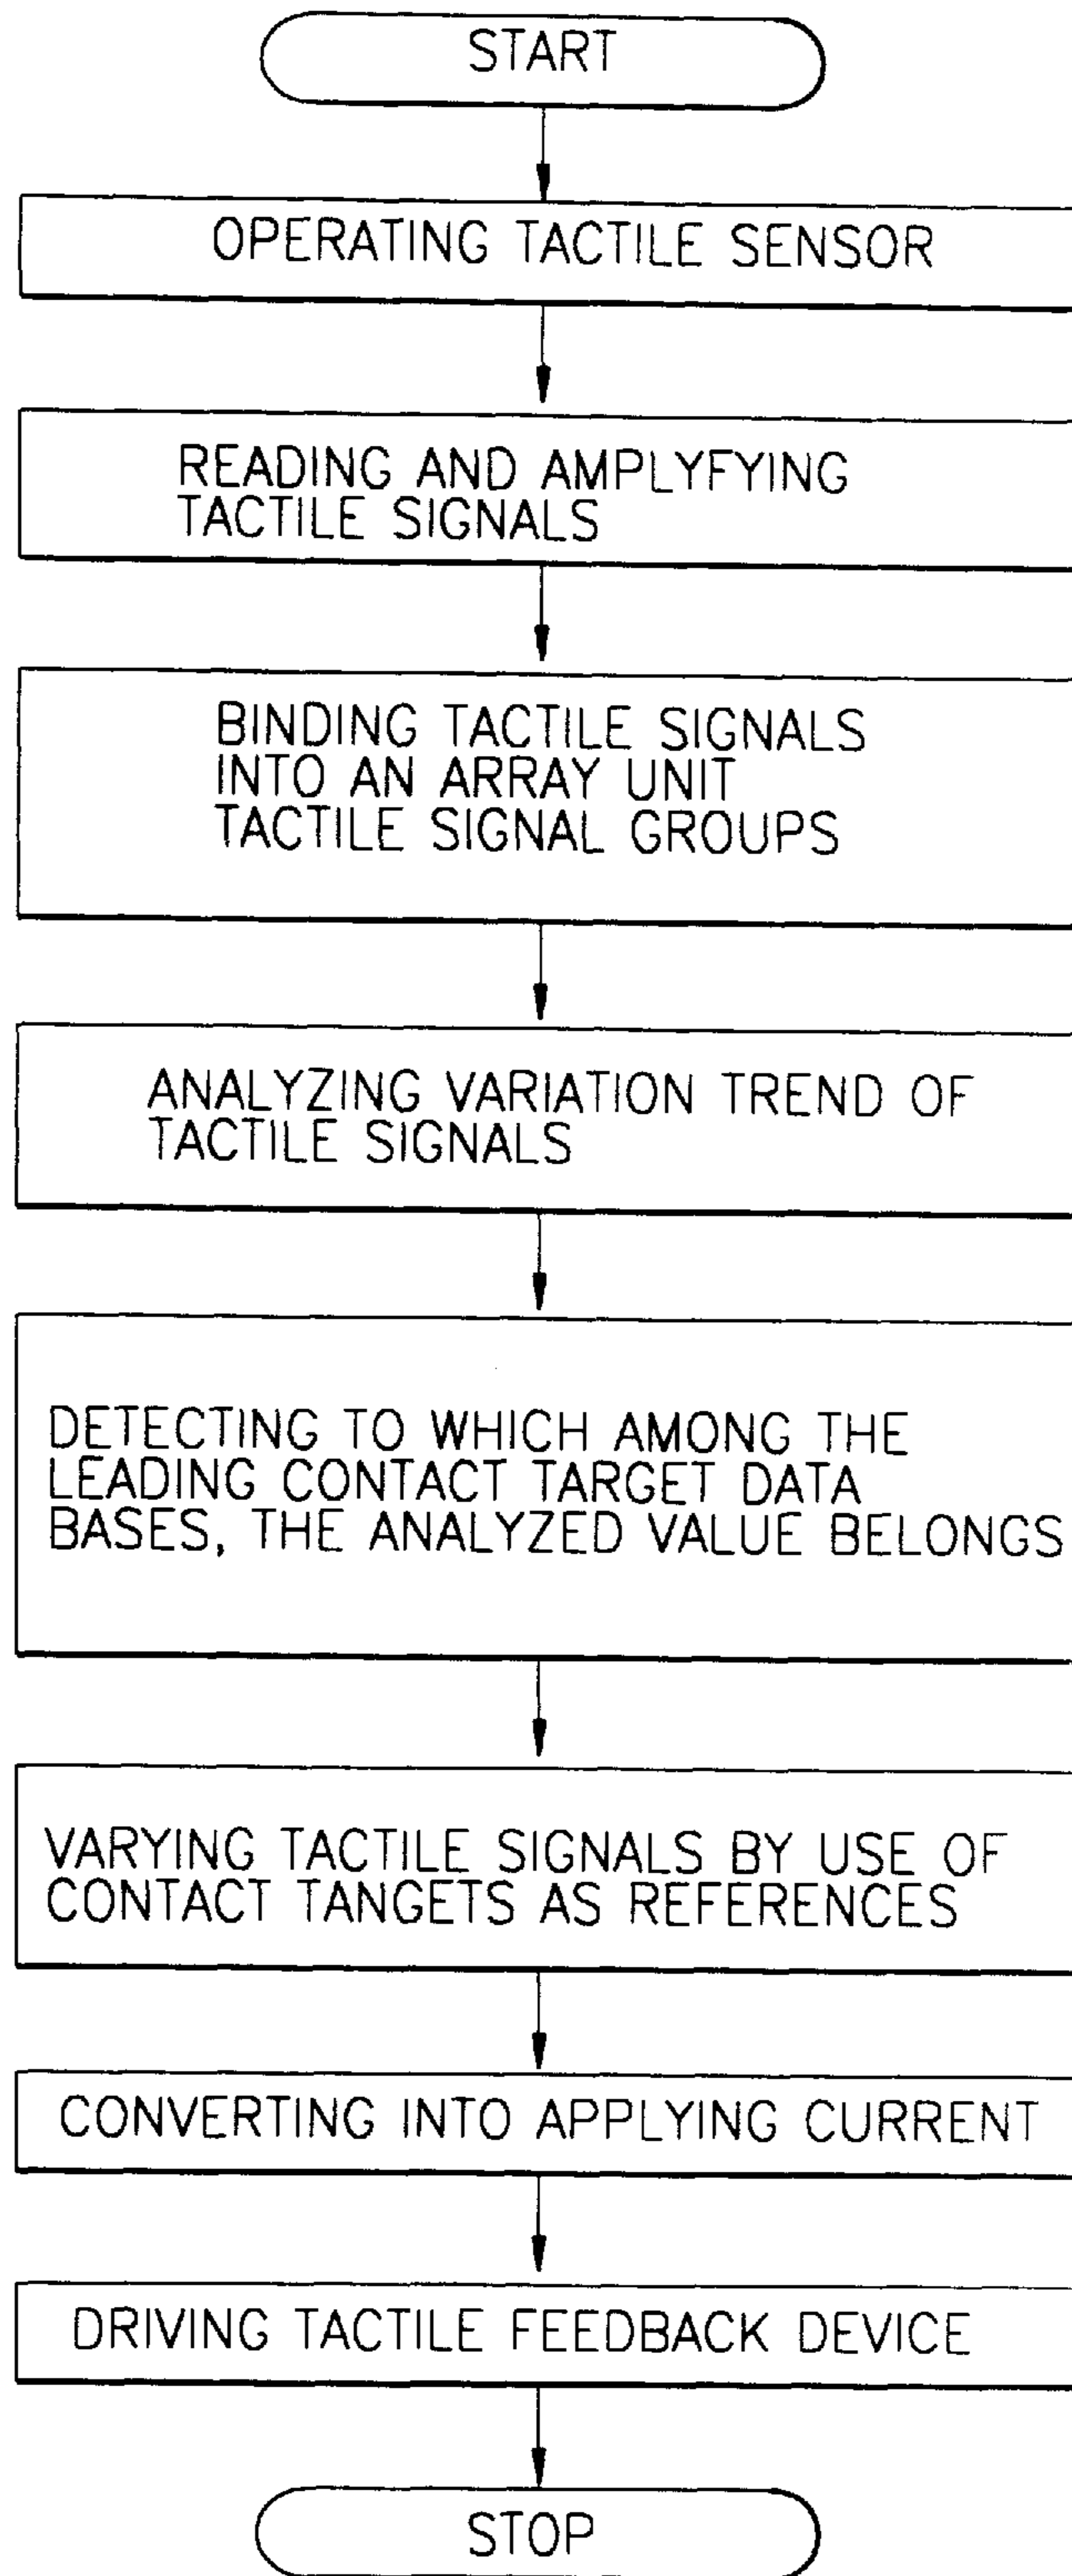 START
OPERATING TACTILE SENSOR
READING AND AMPLYFYING
TACTILE SIGNALS
BINDING TACTILE SIGNALS
INTO AN ARRAY UNIT
TACTILE SIGNAL GROUPS
ANALYZING VARIATION TREND OF
TACTILE SIGNALS
DETECTING TO WHICH AMONG THE
LEADING CONTACT TARGET DATA
BASES, THE ANALYZED VALUE BELONGS
VARYING TACTILE SIGNALS BY USE OF
CONTACT TANGETS AS REFERENCES
CONVERTING INTO APPLYING CURRENT
DRIVING TACTILE FEEDBACK DEVICE
STOP